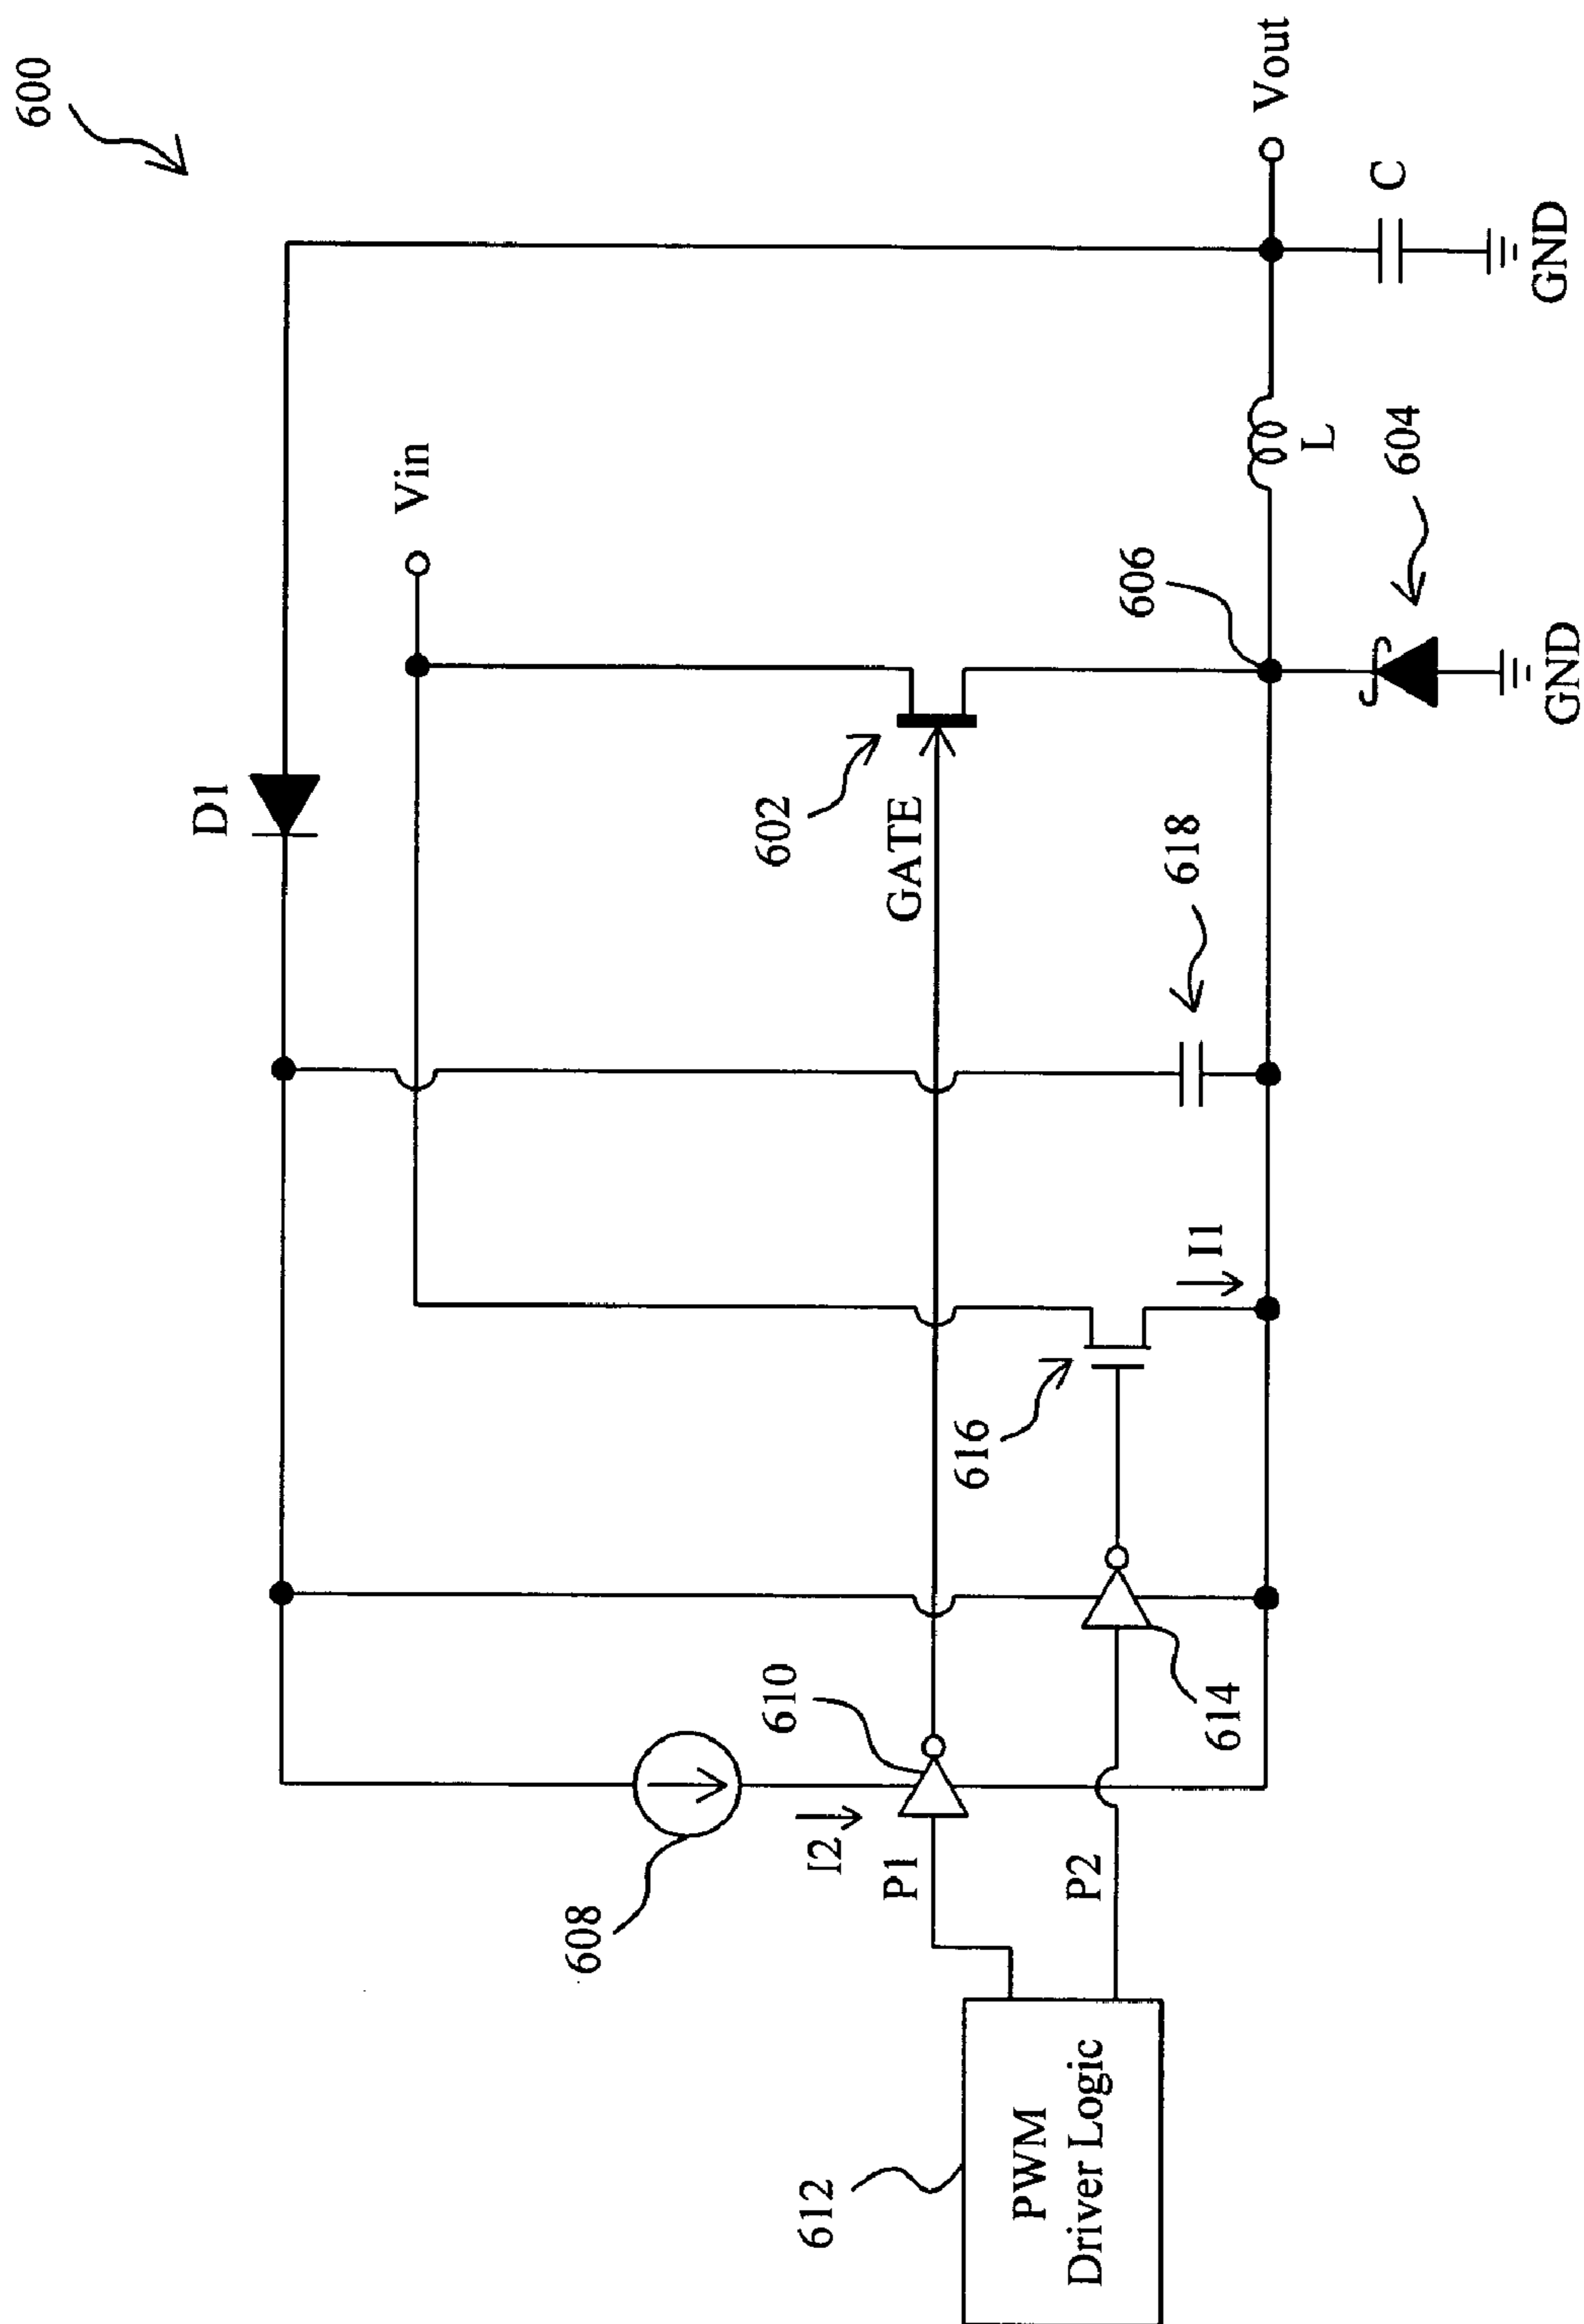 600
D1
Vin
602
GATE
606
Vout
C
GND
L
604
GND
618
I1
616
608
I2
610
P1
P2
614
612
PWM
Driver Logic